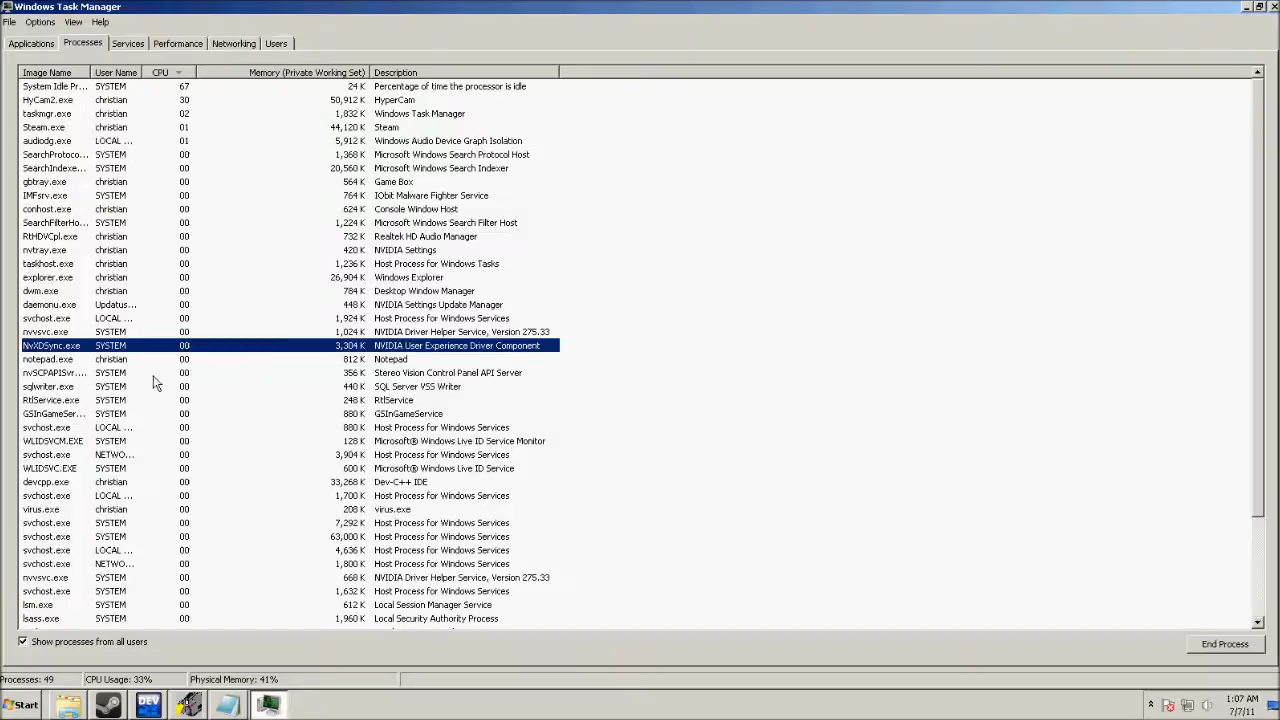 Windows Task Manager
File Options View Help
Applications Processes Services Performance Networking Users
Image Name User Name CPU Memory (Private Working Set) Description
System Idle Pr... SYSTEM 67 24 K Percentage of time the processor is idle
HyCam2.exe christian 30 50,912 K HyperCam
taskmgr.exe christian 02 1,832 K Windows Task Manager
Steam.exe christian 01 44,120 K Steam
audiodg.exe LOCAL ... 01 5,912 K Windows Audio Device Graph Isolation
SearchProtoco... SYSTEM 00 1,368 K Microsoft Windows Search Protocol Host
SearchIndexe... SYSTEM 00 20,560 K Microsoft Windows Search Indexer
gbtray.exe christian 00 564 K Game Box
IMFsrv.exe SYSTEM 00 764 K IObit Malware Fighter Service
conhost.exe christian 00 624 K Console Window Host
SearchFilterHo... SYSTEM 00 1,224 K Microsoft Windows Search Filter Host
RtHDVCpl.exe christian 00 732 K Realtek HD Audio Manager
nvtray.exe christian 00 420 K NVIDIA Settings
taskhost.exe christian 00 1,236 K Host Process for Windows Tasks
explorer.exe christian 00 26,904 K Windows Explorer
dwm.exe christian 00 784 K Desktop Window Manager
daemonu.exe Updatus... 00 448 K NVIDIA Settings Update Manager
svchost.exe LOCAL ... 00 1,924 K Host Process for Windows Services
nvvsvc.exe SYSTEM 00 1,024 K NVIDIA Driver Helper Service, Version 275.33
NvXDSync.exe SYSTEM 00 3,304 K NVIDIA User Experience Driver Component
notepad.exe christian 00 812 K Notepad
nvSCPAPISvr.... SYSTEM 00 356 K Stereo Vision Control Panel API Server
sqlwriter.exe SYSTEM 00 440 K SQL Server VSS Writer
RtlService.exe SYSTEM 00 248 K RtlService
GSInGameSer... SYSTEM 00 880 K GSInGameService
svchost.exe LOCAL ... 00 880 K Host Process for Windows Services
WLIDSVCM.EXE SYSTEM 00 128 K Microsoft® Windows Live ID Service Monitor
svchost.exe NETWO... 00 3,904 K Host Process for Windows Services
WLIDSVC.EXE SYSTEM 00 600 K Microsoft® Windows Live ID Service
devcpp.exe christian 00 33,268 K Dev-C++ IDE
svchost.exe LOCAL ... 00 1,700 K Host Process for Windows Services
virus.exe christian 00 208 K virus.exe
svchost.exe SYSTEM 00 7,292 K Host Process for Windows Services
svchost.exe SYSTEM 00 63,000 K Host Process for Windows Services
svchost.exe LOCAL ... 00 4,636 K Host Process for Windows Services
svchost.exe NETWO... 00 1,800 K Host Process for Windows Services
nvvsvc.exe SYSTEM 00 668 K NVIDIA Driver Helper Service, Version 275.33
svchost.exe SYSTEM 00 1,632 K Host Process for Windows Services
lsm.exe SYSTEM 00 612 K Local Session Manager Service
lsass.exe SYSTEM 00 1,960 K Local Security Authority Process
Show processes from all users End Process
Processes: 49 CPU Usage: 33% Physical Memory: 41%
Start DEV 1:07 AM
7/7/11